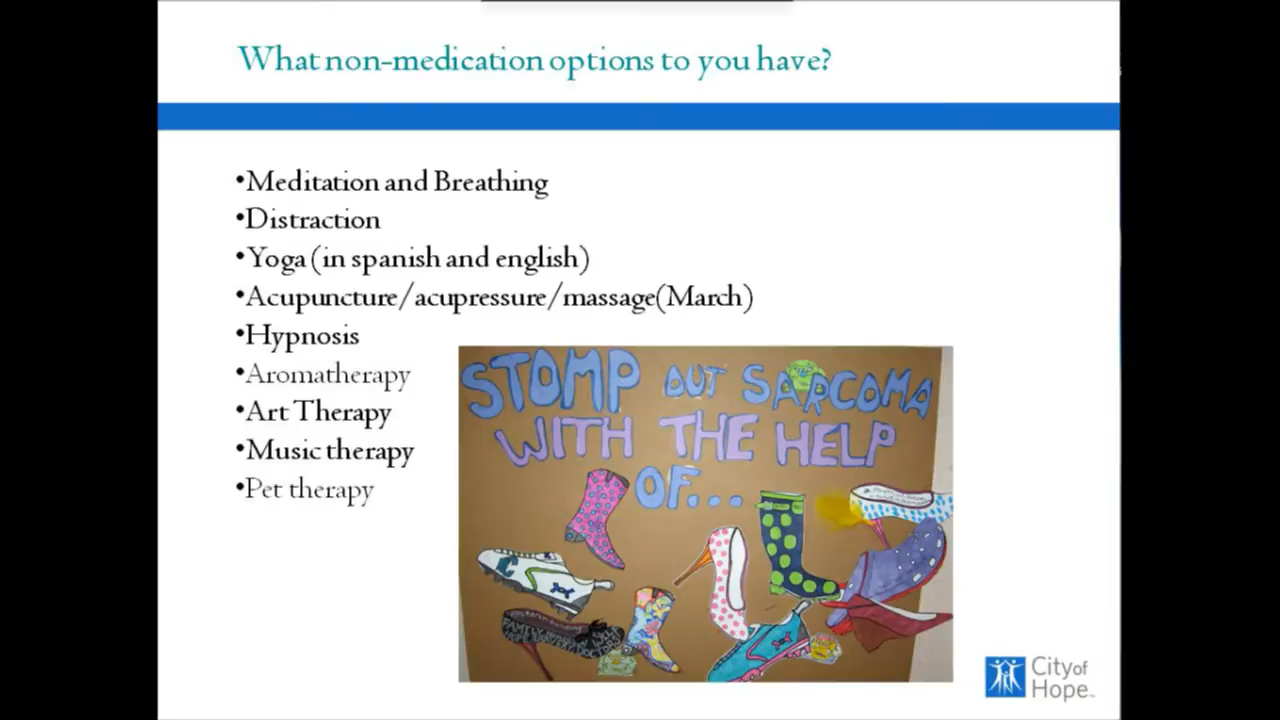 What non-medication options to you have?
•Meditation and Breathing
•Distraction
•Yoga (in spanish and english)
•Acupuncture/acupressure/massage(March)
•Hypnosis
•Aromatherapy
•Art Therapy
•Music therapy
•Pet therapy
STOMP OUT SARCOMA
WITH THE HELP
OF...
City of
Hope™